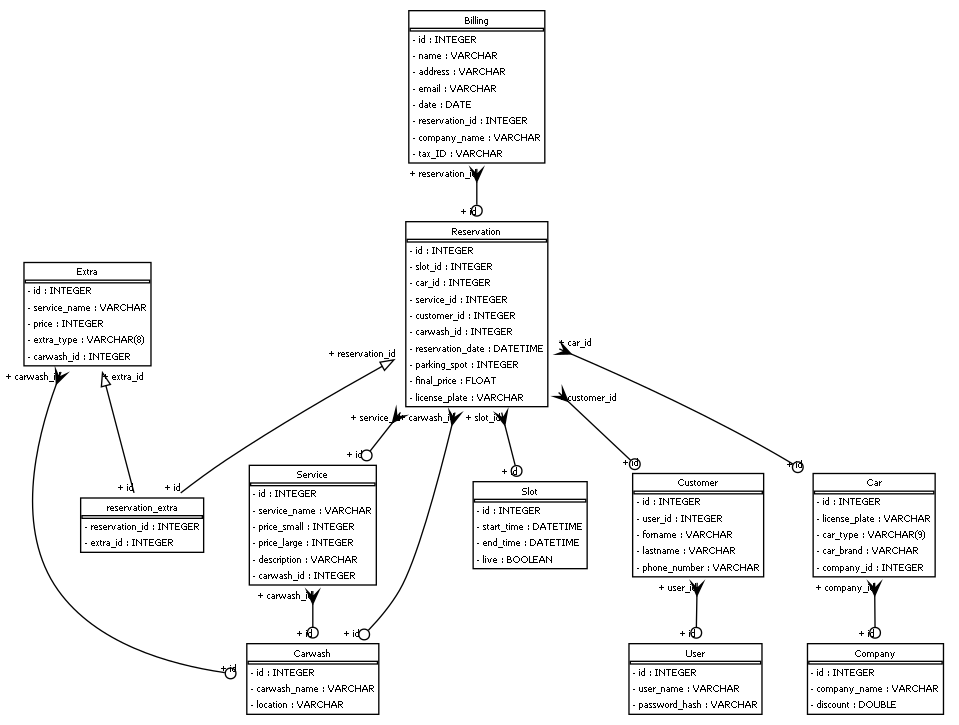 Billing
- id : INTEGER
- name : VARCHAR
- address : VARCHAR
- email : VARCHAR
- date : DATE
- reservation_id : INTEGER
- company_name : VARCHAR
- tax_ID : VARCHAR
+ reservation_id
+ id
Reservation
- id : INTEGER
- slot_id : INTEGER
- car_id : INTEGER
- service_id : INTEGER
- customer_id : INTEGER
- carwash_id : INTEGER
- reservation_date : DATETIME
- parking_spot : INTEGER
- final_price : FLOAT
- license_plate : VARCHAR
Extra
- id : INTEGER
- service_name : VARCHAR
- price : INTEGER
- extra_type : VARCHAR(8)
- carwash_id : INTEGER
+ carwash_id
+ extra_id
+ reservation_id
+ car_id
+ customer_id
+ service_
+ carwash_id
+ slot_id
+ id
+ id
+ id
+ id
+ id
+ id
reservation_extra
- reservation_id : INTEGER
- extra_id : INTEGER
Service
- id : INTEGER
- service_name : VARCHAR
- price_small : INTEGER
- price_large : INTEGER
- description : VARCHAR
- carwash_id : INTEGER
Slot
- id : INTEGER
- start_time : DATETIME
- end_time : DATETIME
- live : BOOLEAN
Customer
- id : INTEGER
- user_id : INTEGER
- forname : VARCHAR
- lastname : VARCHAR
- phone_number : VARCHAR
Car
- id : INTEGER
- license_plate : VARCHAR
- car_type : VARCHAR(9)
- car_brand : VARCHAR
- company_id : INTEGER
+ carwash_id
+ user_id
+ company_id
+ id
+ id
+ id
+ id
+ id
Carwash
- id : INTEGER
- carwash_name : VARCHAR
- location : VARCHAR
User
- id : INTEGER
- user_name : VARCHAR
- password_hash : VARCHAR
Company
- id : INTEGER
- company_name : VARCHAR
- discount : DOUBLE